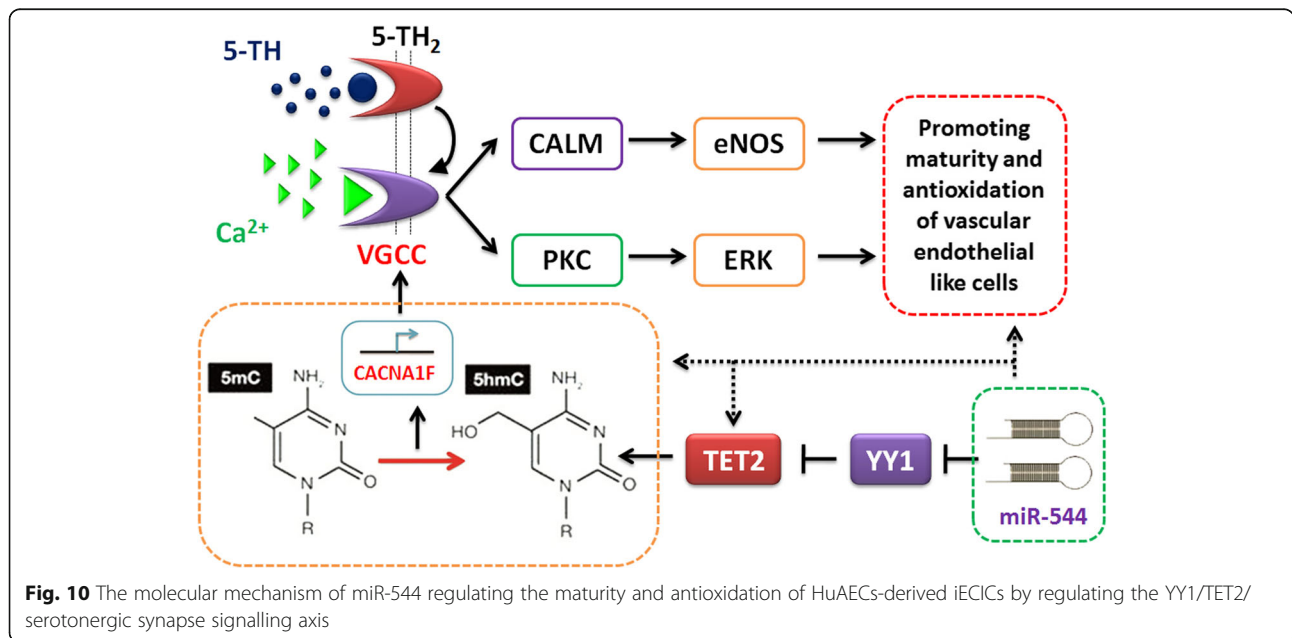 5-TH
5-TH2
Ca2+
VGCC
CALM
eNOS
PKC
ERK
Promoting
maturity and
antioxidation
of vascular
endothelial
like cells
5mC
NH2
N
N
O
R
CACNA1F
5hmC
NH2
HO
N
N
O
R
TET2
YY1
miR-544
Fig. 10 The molecular mechanism of miR-544 regulating the maturity and antioxidation of HuAECs-derived iEClCs by regulating the YY1/TET2/
serotonergic synapse signalling axis